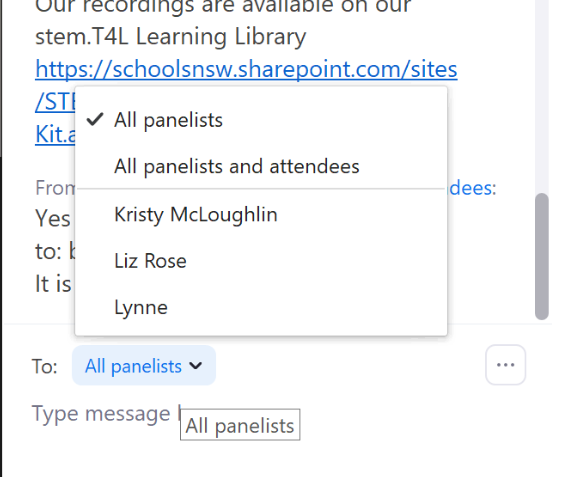 Our recordings are available on our
stem.T4L Learning Library
https://schoolsnsw.sharepoint.com/sites
/STE
Kit.a
All panelists
All panelists and attendees
From dees:
Kristy McLoughlin
Yes
Liz Rose
to: b
It is
Lynne
To: All panelists
Type message
All panelists